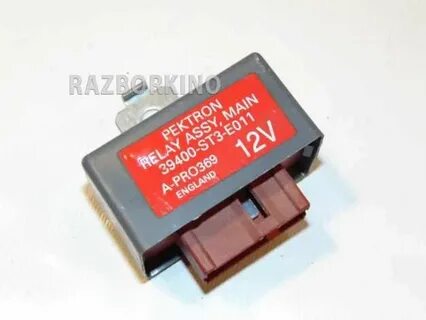 RAZBORKINO
PEKTRON
RELAY ASSY, MAIN
39400-ST3-E011
A-PRO369 12V
ENGLAND